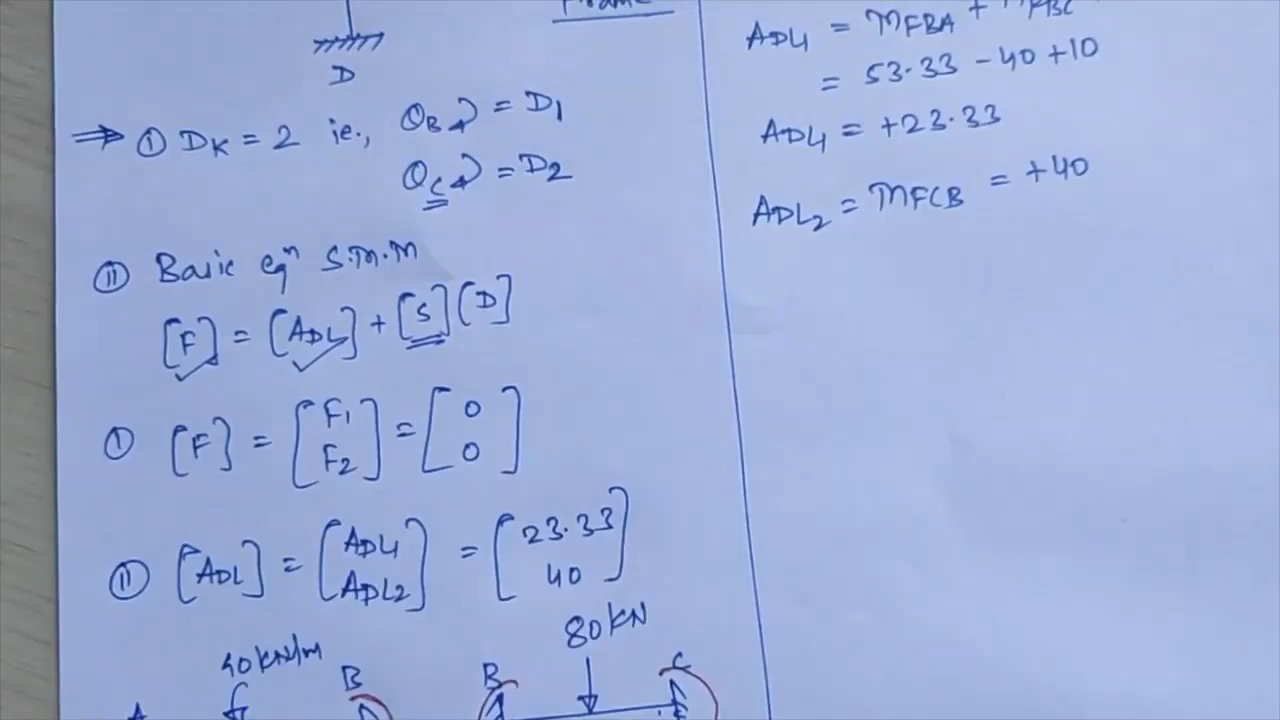 D
⇒ ① DK = 2 ie., θB = D1
θC = D2
② Basic eqⁿ S.M.M
[F] = [ADL] + [S] [D]
① [F] = [F1 F2] = [0 0]
② [ADL] = [ADL1 ADL2] = [23.33 40]
40 KN/m
B
80 KN
B
C
A
ADL1 = MFBA +
= 53.33 - 40 + 10
ADL1 = +23.33
ADL2 = MFCB = +40